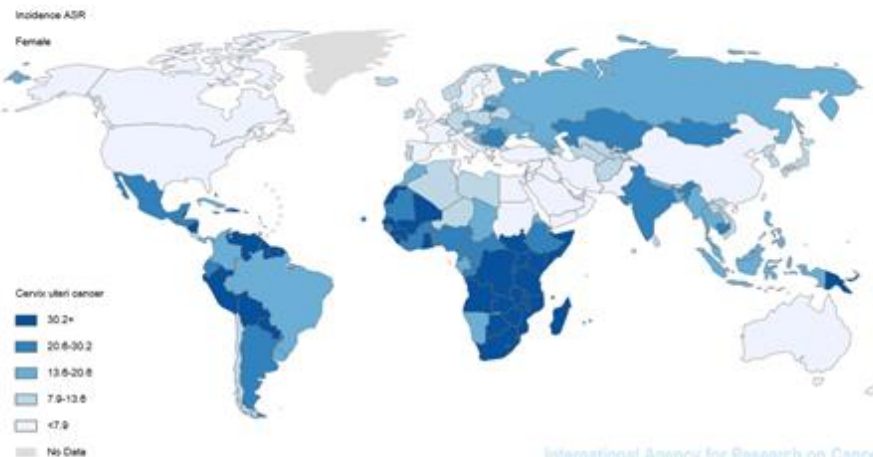 Incidence ASR
Female
Cervix uteri cancer
30.2+
20.6-30.2
13.6-20.6
7.9-13.6
<7.9
No Data
International Agency for Research on Cance